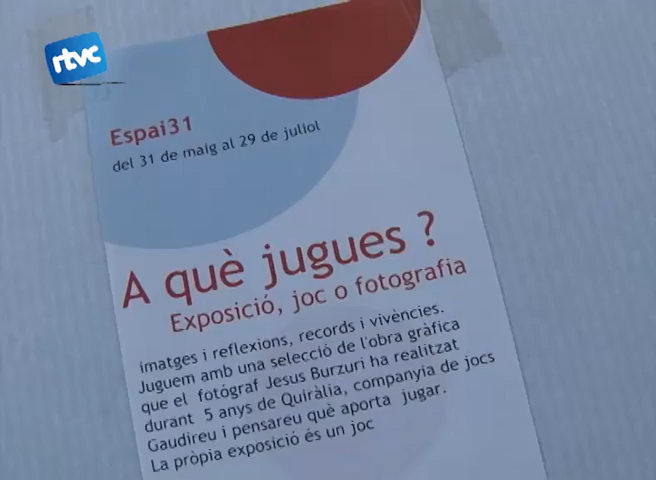 rtvc
Espai31
del 31 de maig al 29 de juliol
A què jugues ?
Exposició, joc o fotografia
imatges i reflexions, records i vivències.
Juguem amb una selecció de l'obra gràfica
que el fotógraf Jesus Burzuri ha realitzat
durant 5 anys de Quiràlia, companyia de jocs
Gaudireu i pensareu què aporta jugar.
La pròpia exposició és un joc